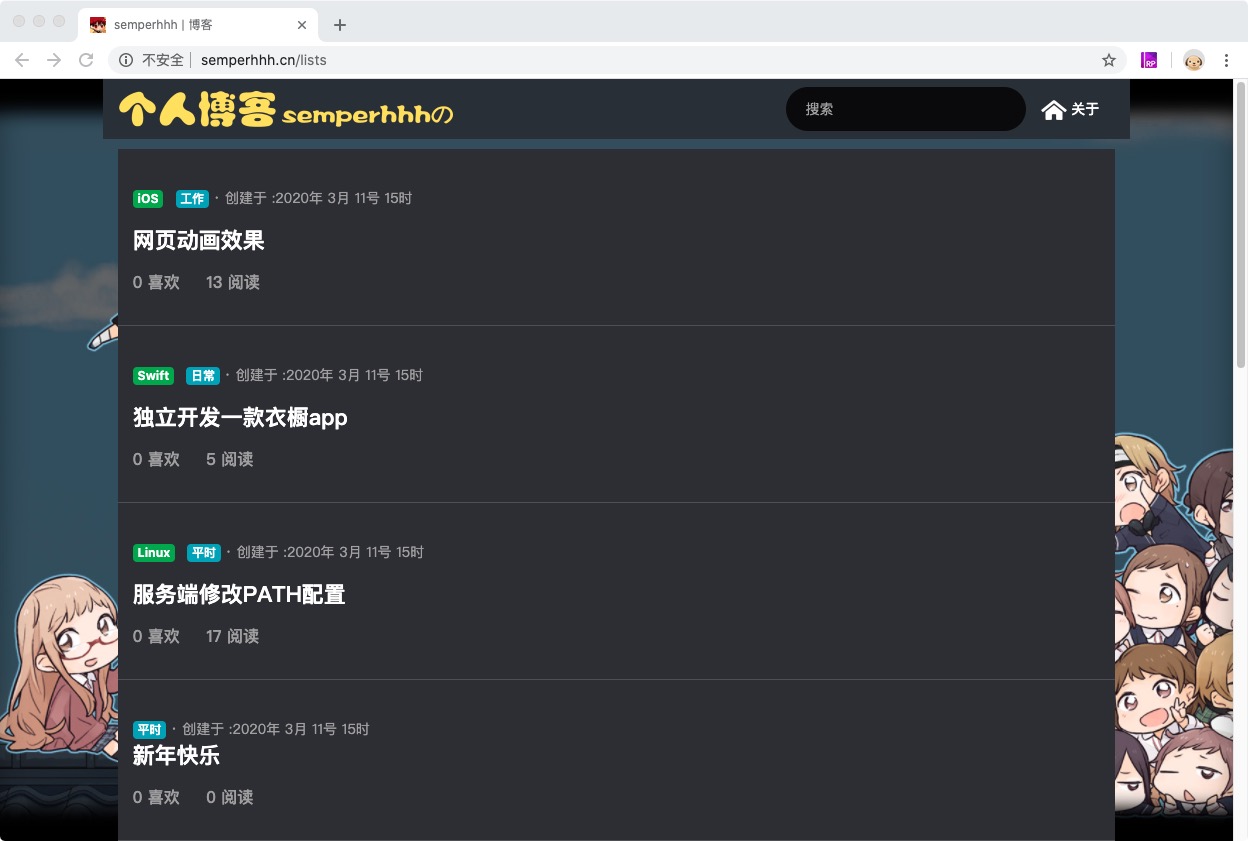 semperhhh | 博客
不安全 semperhhh.cn/lists
RP
个人博客 semperhhhの
搜索
关于
iOS 工作 · 创建于 :2020年 3月 11号 15时
网页动画效果
0 喜欢 13 阅读
Swift 日常 · 创建于 :2020年 3月 11号 15时
独立开发一款衣橱app
0 喜欢 5 阅读
Linux 平时 · 创建于 :2020年 3月 11号 15时
服务端修改PATH配置
0 喜欢 17 阅读
平时 · 创建于 :2020年 3月 11号 15时
新年快乐
0 喜欢 0 阅读